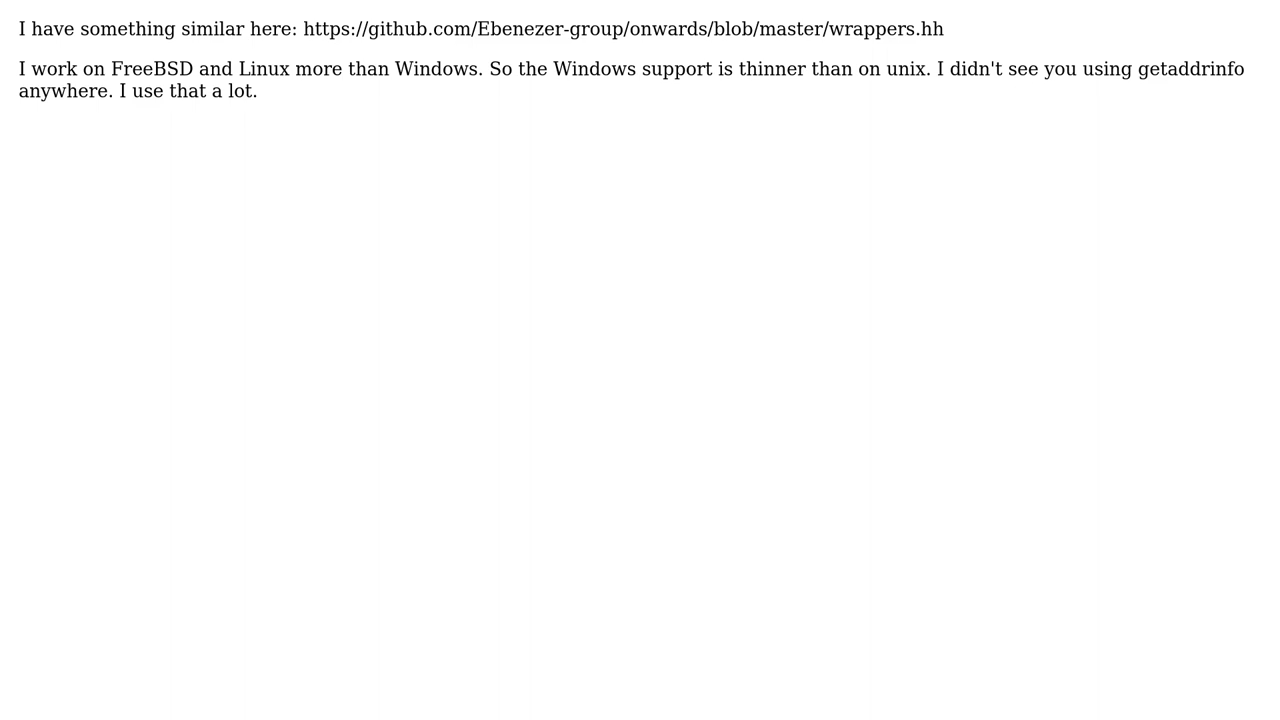 I have something similar here: https://github.com/Ebenezer-group/onwards/blob/master/wrappers.hh
I work on FreeBSD and Linux more than Windows. So the Windows support is thinner than on unix. I didn't see you using getaddrinfo
anywhere. I use that a lot.